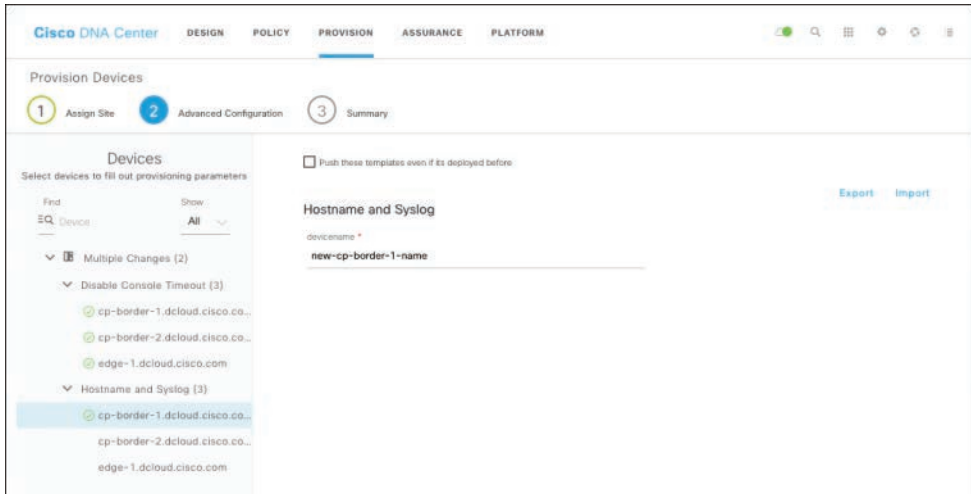 Cisco DNA Center DESIGN POLICY PROVISION ASSURANCE PLATFORM
Provision Devices
1 Assign Site 2 Advanced Configuration 3 Summary
Devices
Select devices to fill out provisioning parameters
Find Show
Device All
Multiple Changes (2)
Disable Console Timeout (3)
cp-border-1.dcloud.cisco.co...
cp-border-2.dcloud.cisco.co...
edge-1.dcloud.cisco.com
Hostname and Syslog (3)
cp-border-1.dcloud.cisco.co...
cp-border-2.dcloud.cisco.co...
edge-1.dcloud.cisco.com
Push these templates even if its deployed before
Export Import
Hostname and Syslog
devicename *
new-cp-border-1-name